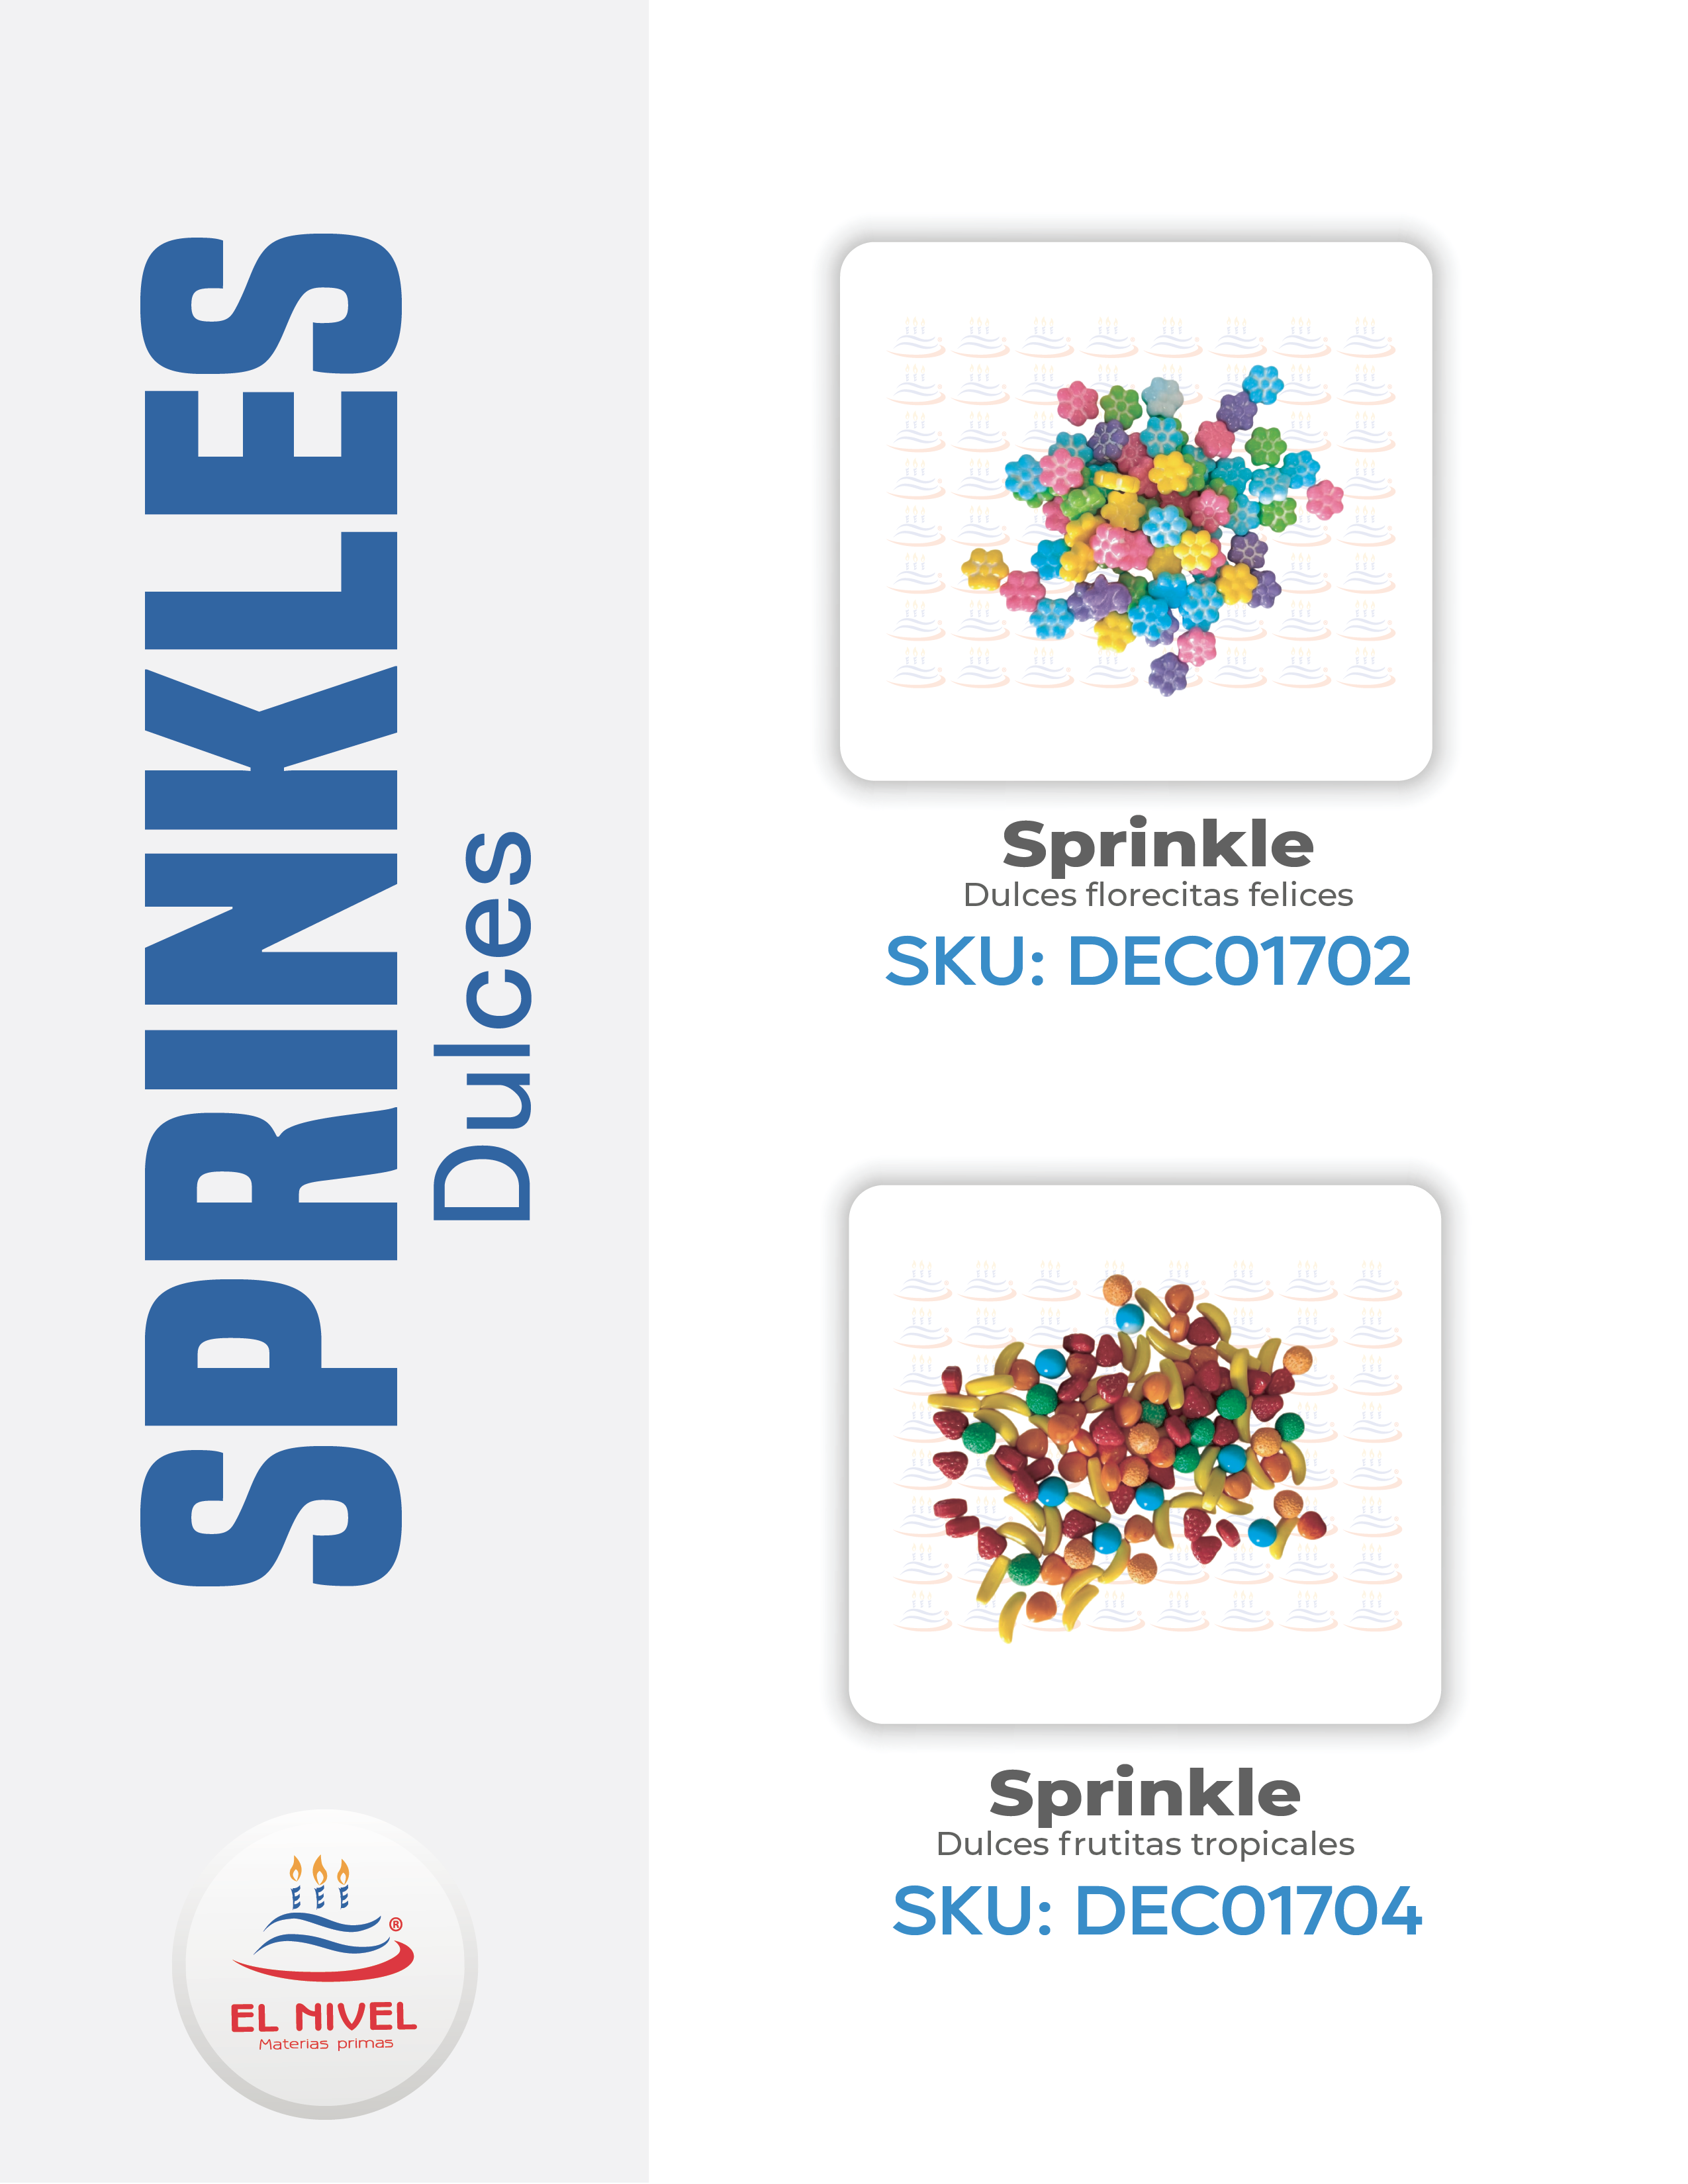 SPRINKLES
Dulces
Sprinkle
Dulces florecitas felices
SKU: DEC01702
Sprinkle
Dulces frutitas tropicales
SKU: DEC01704
®
EL NIVEL
Materias primas